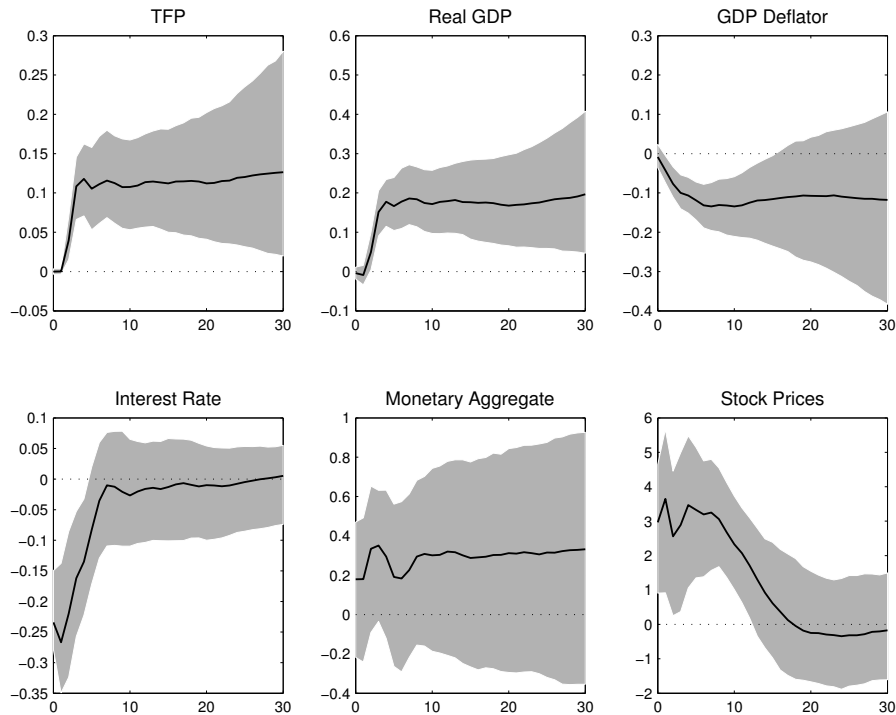 TFP Real GDP GDP Deflator
0.3 0.6 0.3
0.25 0.5 0.2
0.2 0.4 0.1
0.15 0.3 0
0.1 0.2 −0.1
0.05 0.1 −0.2
0 0 −0.3
−0.05 −0.1 −0.4
0 10 20 30 0 10 20 30 0 10 20 30
Interest Rate Monetary Aggregate Stock Prices
0.1 1 6
0.05 0.8 5
0 0.6 4
−0.05 0.4 3
−0.1 0.2 2
−0.15 0 1
−0.2 −0.2 0
−0.25 −0.4 −1
−0.3 −2
−0.35
0 10 20 30 0 10 20 30 0 10 20 30